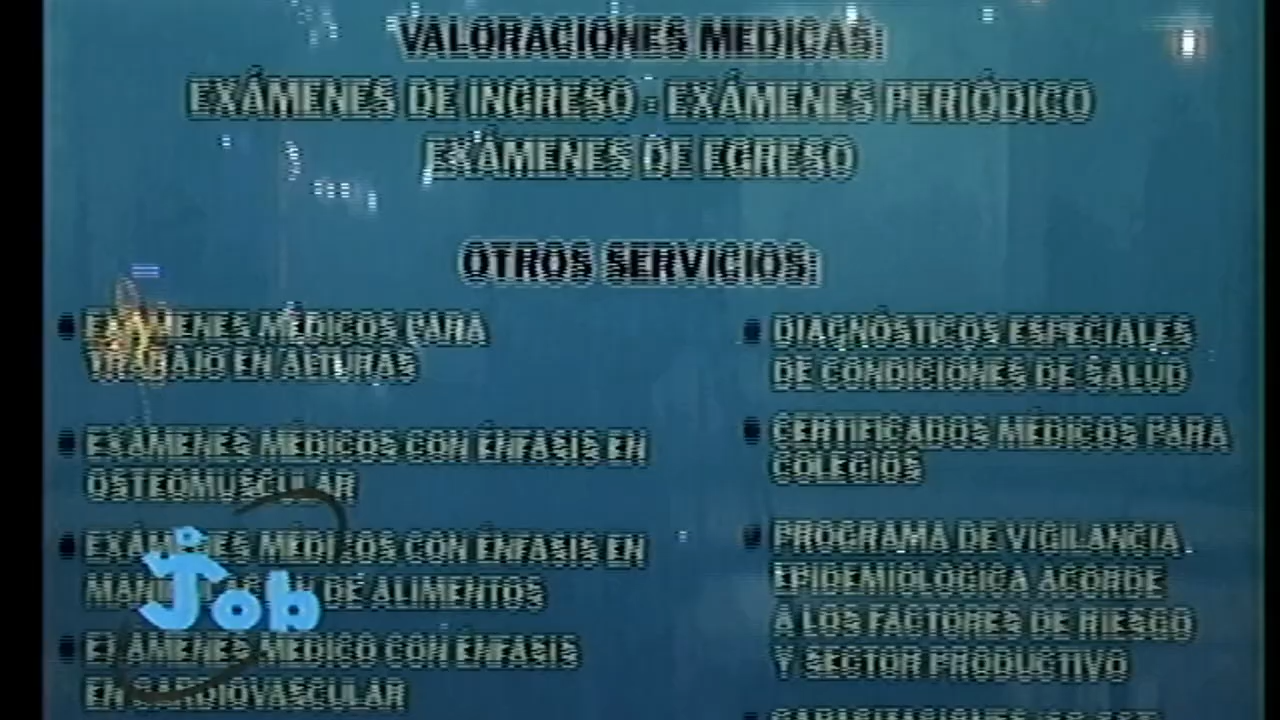 VALORACIONES MEDICAS:
EXÁMENES DE INGRESO - EXÁMENES PERIÓDICO
EXÁMENES DE EGRESO
OTROS SERVICIOS:
EXÁMENES MÉDICOS PARA
TRABAJO EN ALTURAS
EXÁMENES MÉDICOS CON ÉNFASIS EN
OSTEOMUSCULAR
EXÁMENES MÉDICOS CON ÉNFASIS EN
DE ALIMENTOS
EXÁMENES MÉDICO CON ÉNFASIS
EN CARDIOVASCULAR
DIAGNÓSTICOS ESPECIALES
DE CONDICIONES DE SALUD
CERTIFICADOS MÉDICOS PARA
COLEGIOS
PROGRAMA DE VIGILANCIA
EPIDEMIOLÓGICA ACORDE
A LOS FACTORES DE RIESGO
Y SECTOR PRODUCTIVO
Job